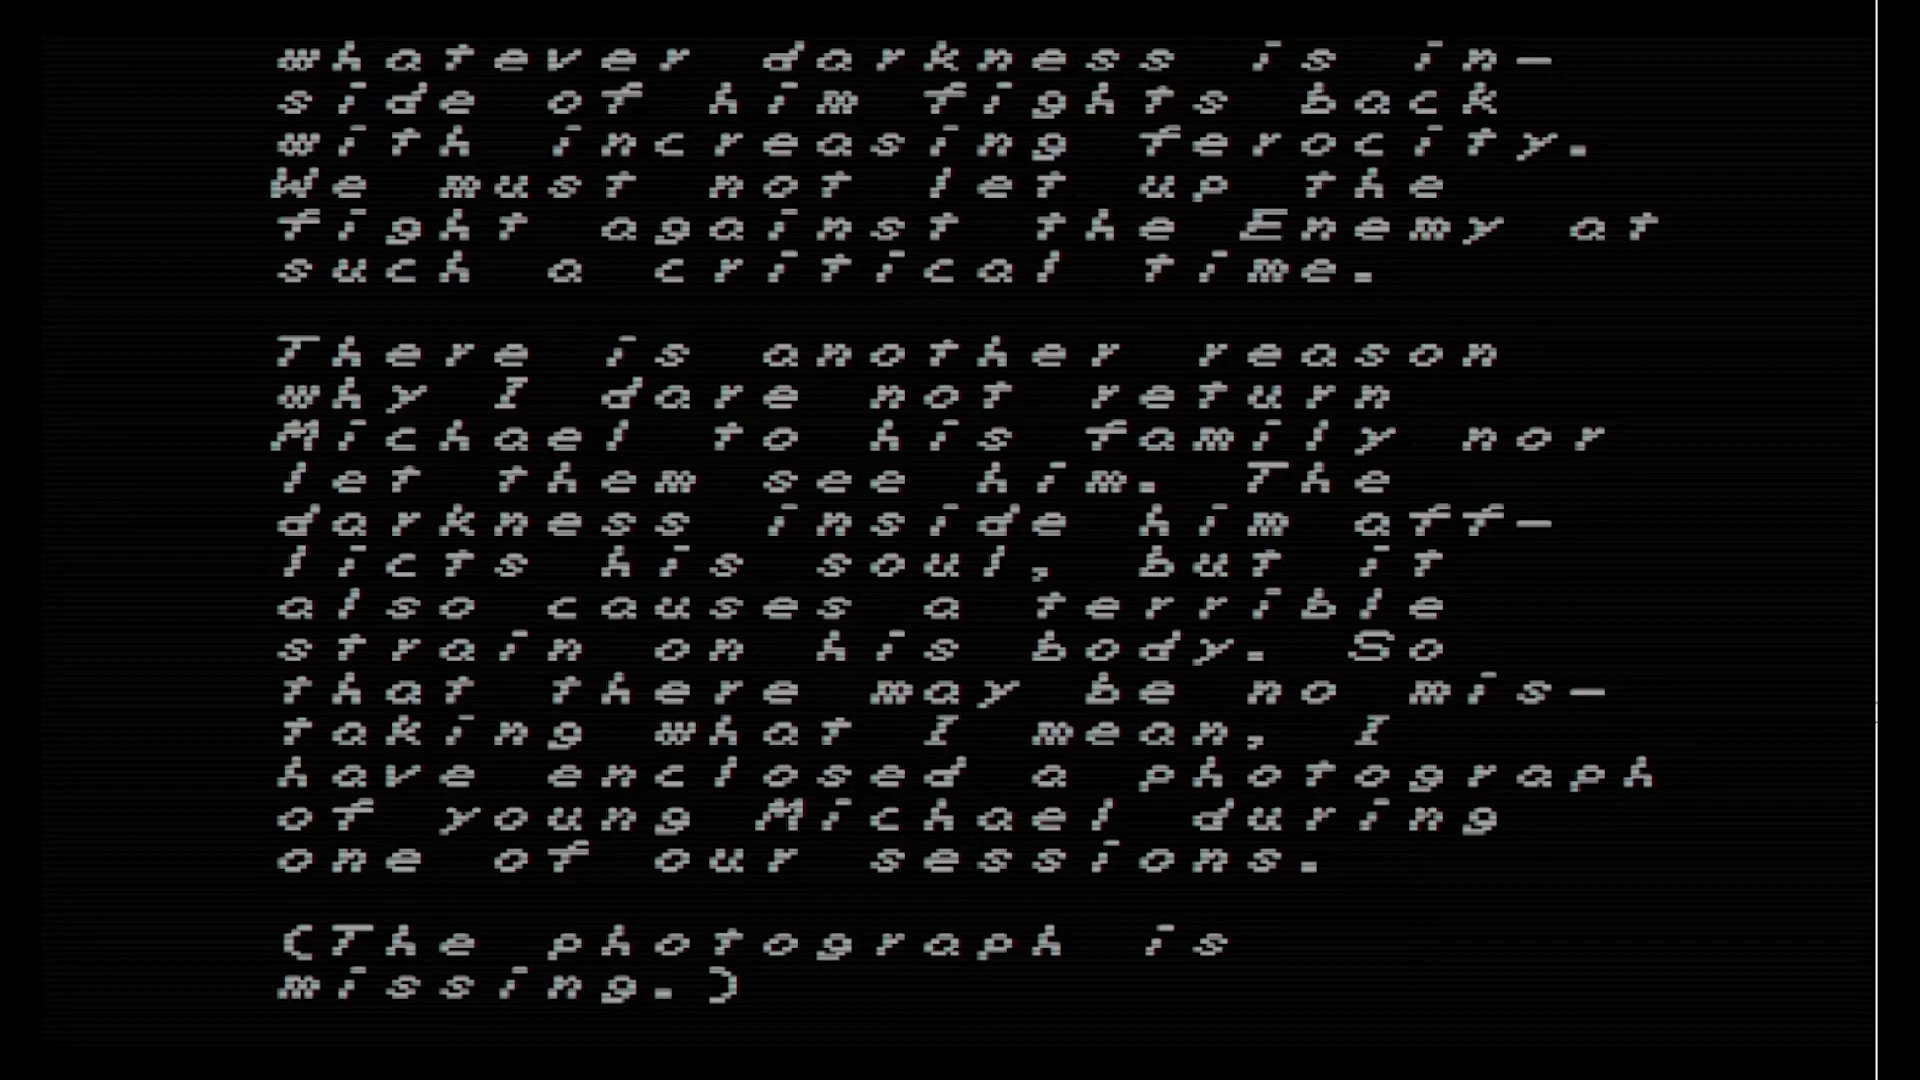 whatever darkness is in-
side of him fights back
with increasing ferocity.
We must not let up the
fight against the Enemy at
such a critical time.
There is another reason
why I dare not return
Michael to his family nor
let them see him. The
darkness inside him aff-
licts his soul, but it
also causes a terrible
strain on his body. So
that there may be no mis-
taking what I mean, I
have enclosed a photograph
of young Michael during
one of our sessions.
(The photograph is
missing.)